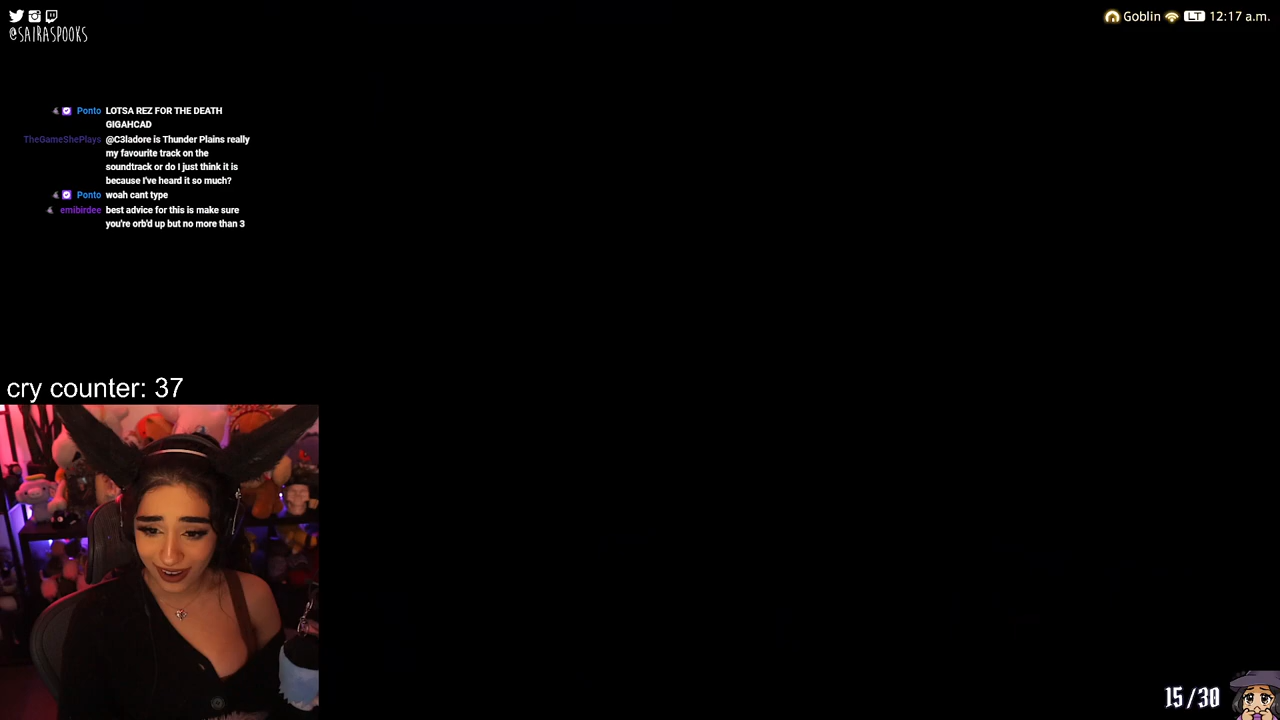 @SAIRASPOOKS
Goblin LT 12:17 a.m.
Ponto LOTSA REZ FOR THE DEATH
GIGAHCAD
TheGameShePlays @C3ladore is Thunder Plains really
my favourite track on the
soundtrack or do I just think it is
because I've heard it so much?
Ponto woah cant type
emibirdee best advice for this is make sure
you're orb'd up but no more than 3
cry counter: 37
15/30